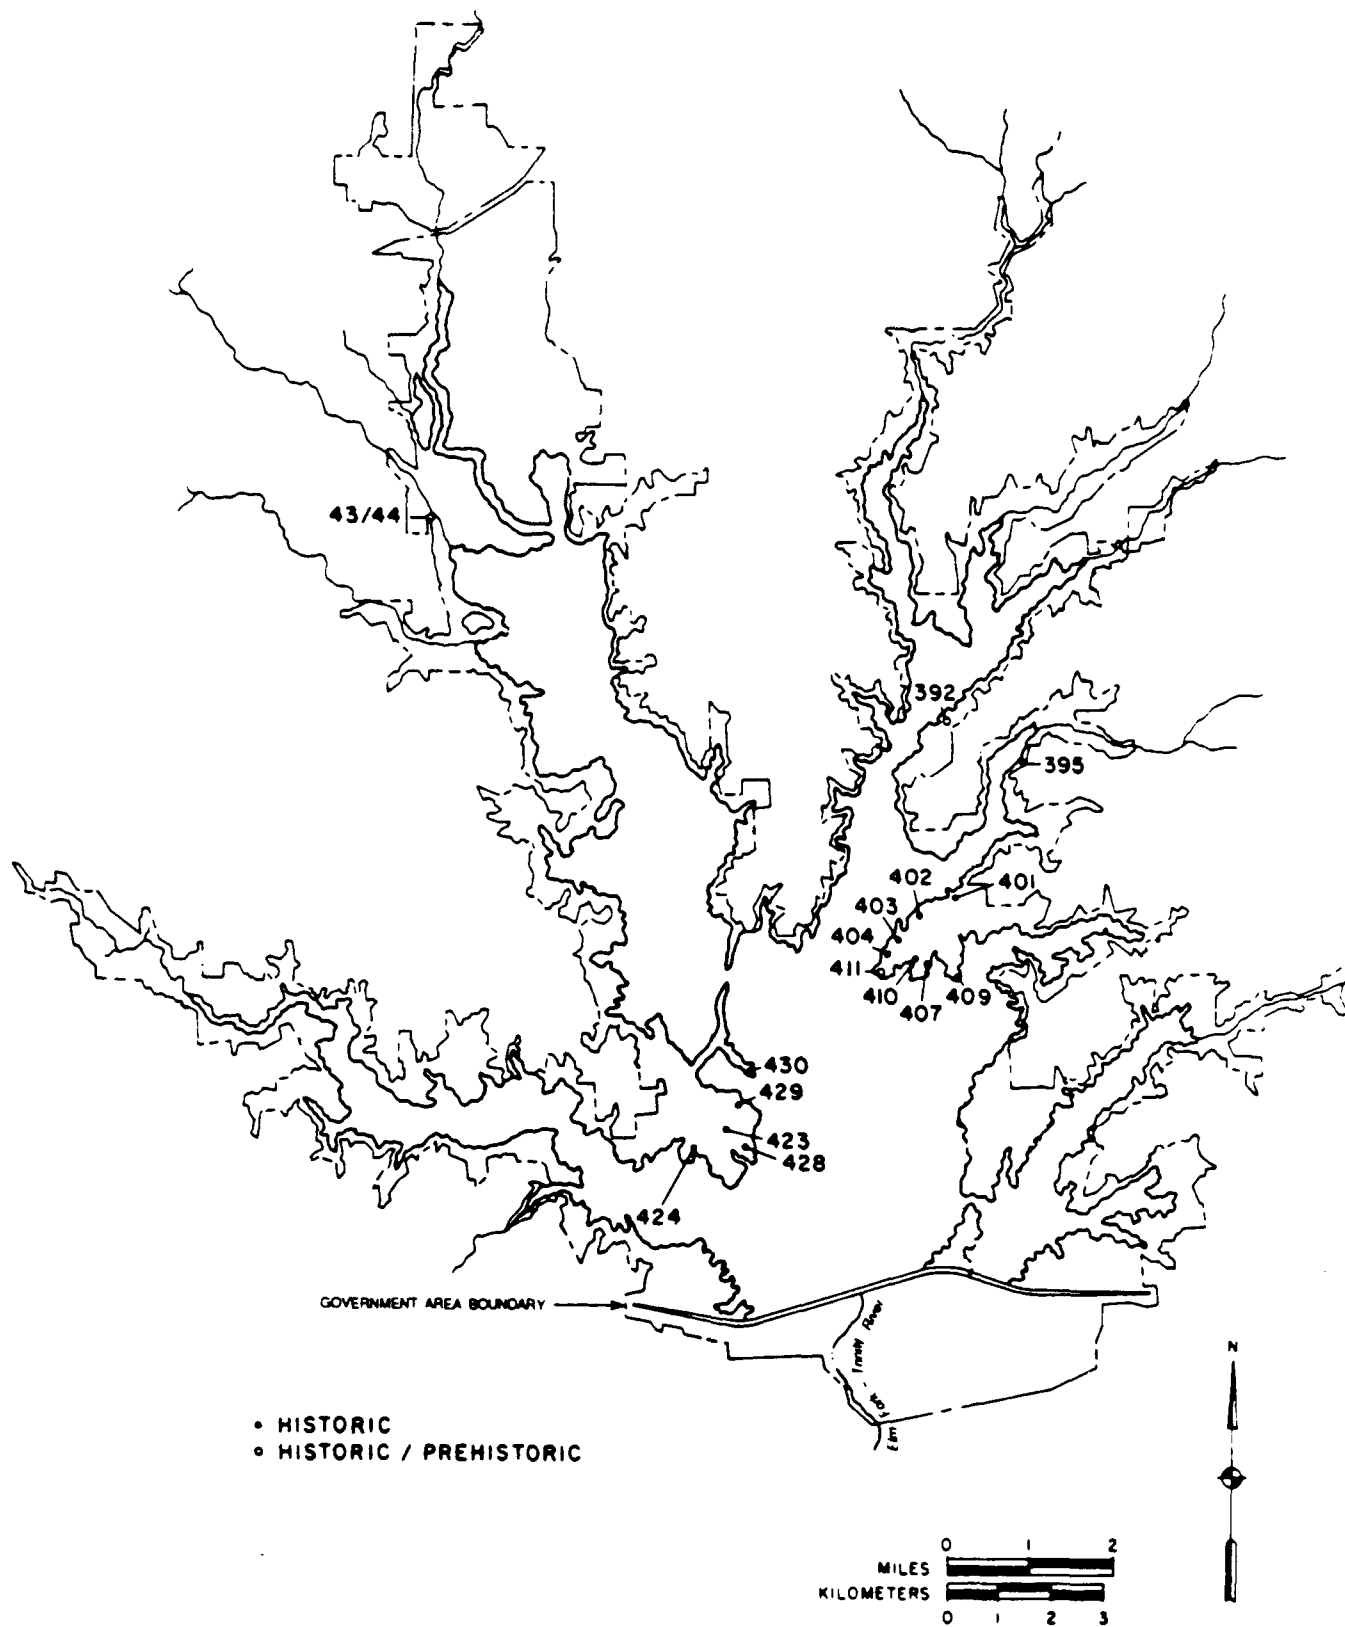 43/44
392
395
402
401
403
404
411
410
407
409
430
429
423
428
424
GOVERNMENT AREA BOUNDARY
Elm Fork Trinity River
HISTORIC
HISTORIC / PREHISTORIC
N
0 1 2
MILES
KILOMETERS
0 1 2 3